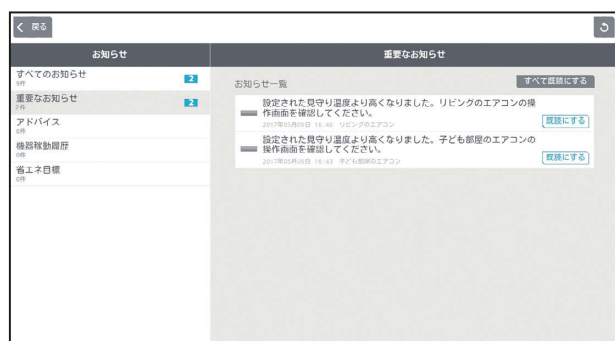 戻る
お知らせ
重要なお知らせ
すべてのお知らせ
9件
2
重要なお知らせ
7件
2
アドバイス
0件
機器稼動履歴
0件
省エネ目標
0件
お知らせ一覧
すべて既読にする
設定された見守り温度より高くなりました。リビングのエアコンの操
作画面を確認してください。
2017年05月09日 16:46 リビングのエアコン
既読にする
設定された見守り温度より高くなりました。子ども部屋のエアコンの
操作画面を確認してください。
2017年05月09日 16:43 子ども部屋のエアコン
既読にする